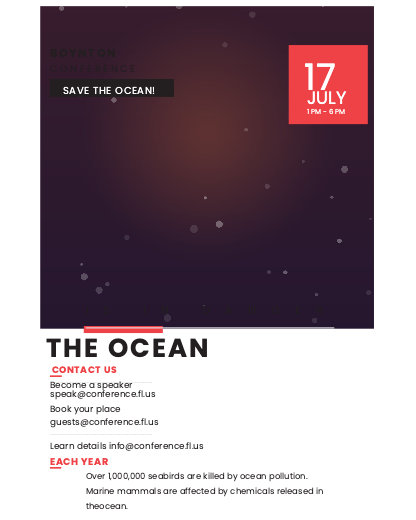 BOYNTON
CONFERENCE
SAVE THE OCEAN!
17
JULY
1 PM - 6 PM
THE OCEAN
CONTACT US
Become a speaker
speak@conference.fl.us
Book your place
guests@conference.fl.us
Learn details info@conference.fl.us
EACH YEAR
Over 1,000,000 seabirds are killed by ocean pollution.
Marine mammals are affected by chemicals released in
theocean.